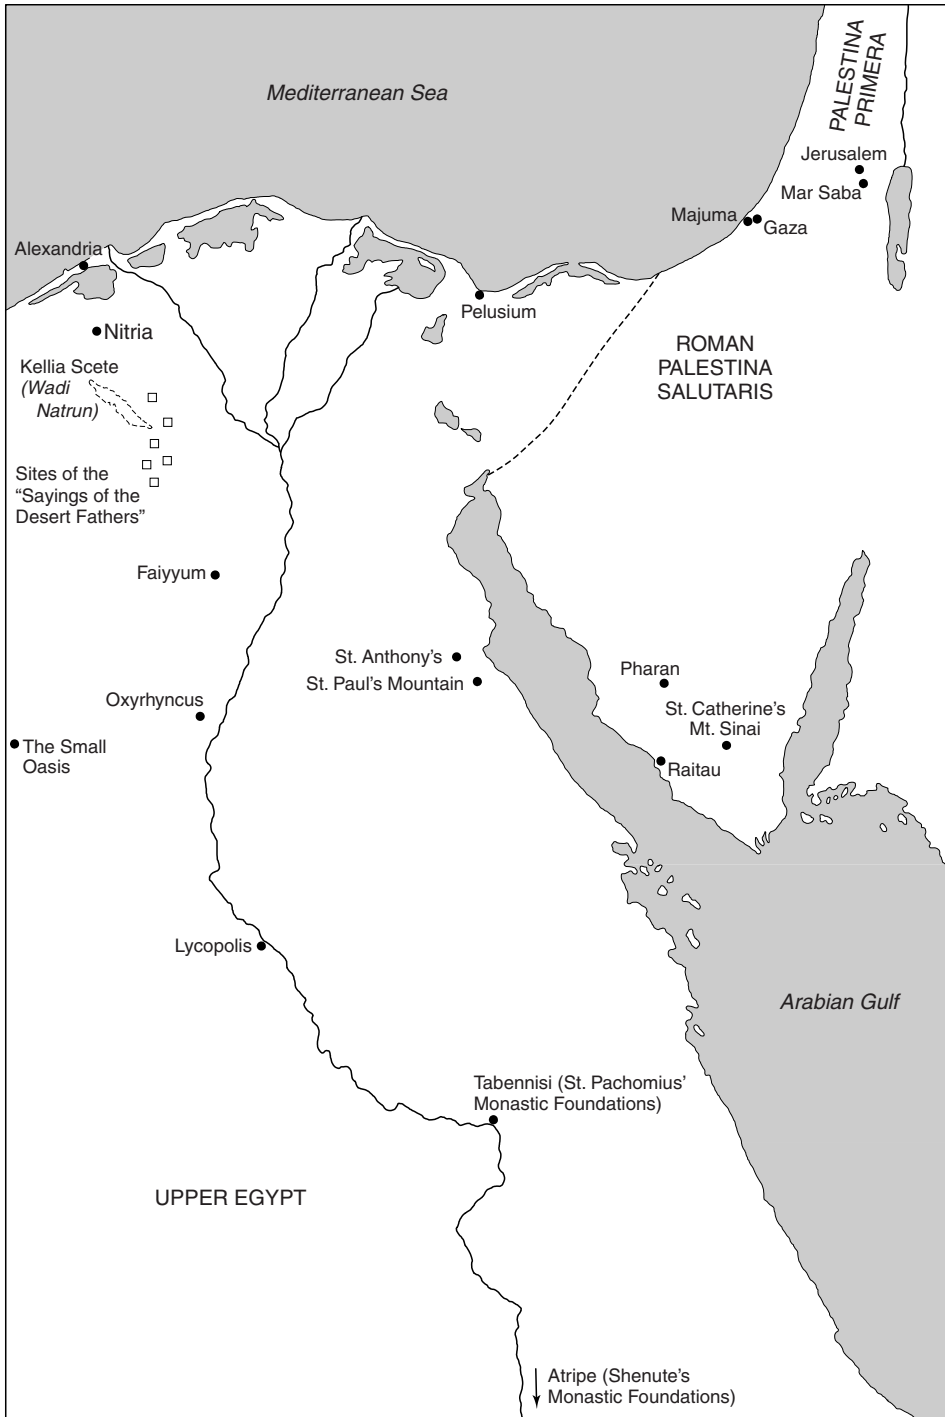 Mediterranean Sea
PALESTINA
PRIMERA
Jerusalem
Mar Saba
Majuma
Gaza
Alexandria
Pelusium
Nitria
ROMAN
PALESTINA
SALUTARIS
Kellia Scete
(Wadi
Natrun)
Sites of the
“Sayings of the
Desert Fathers”
Faiyyum
St. Anthony's
St. Paul's Mountain
Pharan
St. Catherine's
Mt. Sinai
Oxyrhyncus
The Small
Oasis
Raitau
Lycopolis
Arabian Gulf
Tabennisi (St. Pachomius’
Monastic Foundations)
UPPER EGYPT
Atripe (Shenute's
Monastic Foundations)